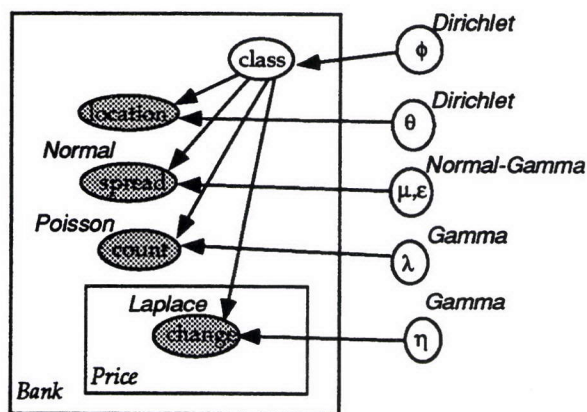 Dirichlet
class
φ
location
Dirichlet
θ
Normal
Normal-Gamma
spread
μ,ε
Poisson
Gamma
count
λ
Laplace
Gamma
change
η
Bank
Price